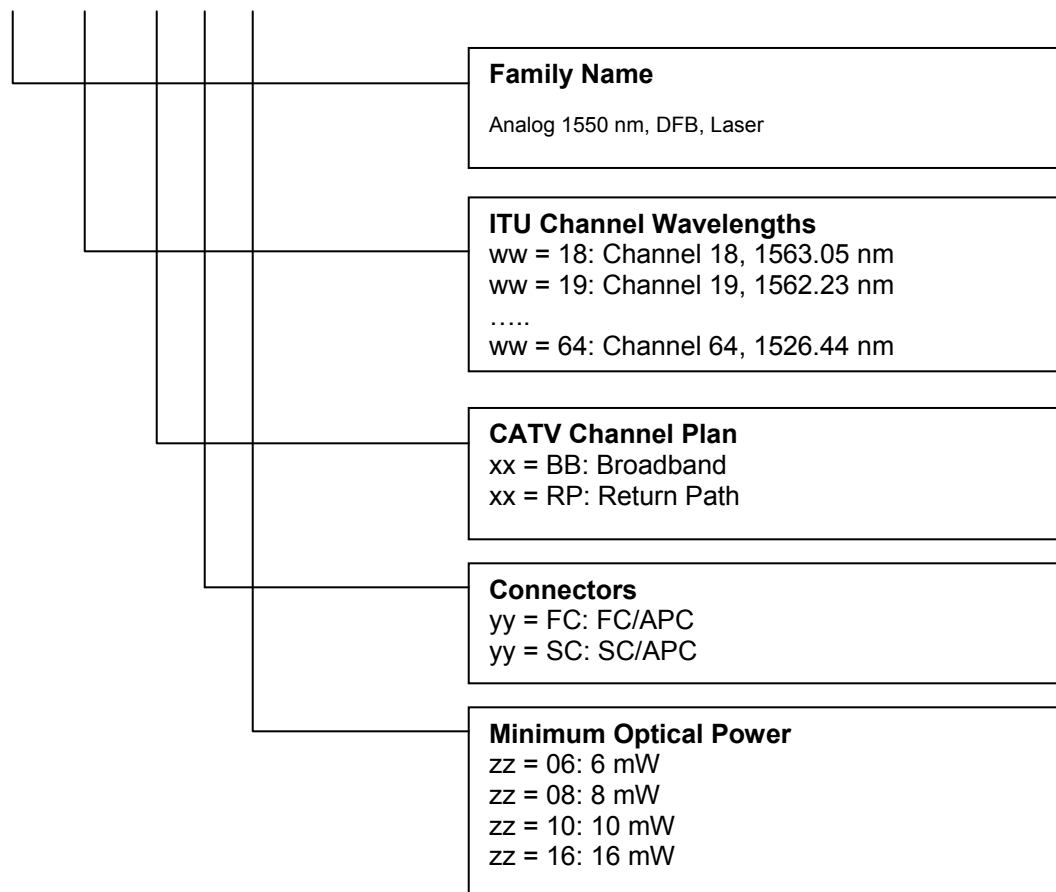 Family Name
Analog 1550 nm, DFB, Laser
ITU Channel Wavelengths
ww = 18: Channel 18, 1563.05 nm
ww = 19: Channel 19, 1562.23 nm
…..
ww = 64: Channel 64, 1526.44 nm
CATV Channel Plan
xx = BB: Broadband
xx = RP: Return Path
Connectors
yy = FC: FC/APC
yy = SC: SC/APC
Minimum Optical Power
zz = 06: 6 mW
zz = 08: 8 mW
zz = 10: 10 mW
zz = 16: 16 mW